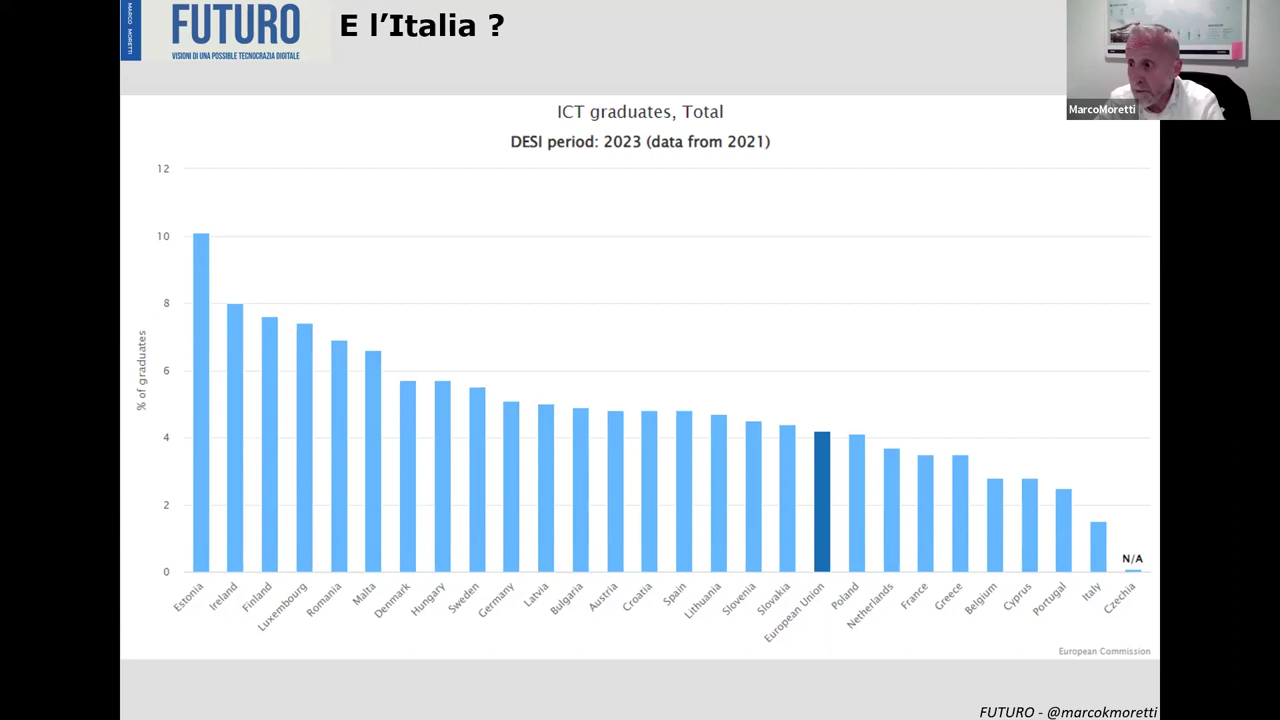 MARCO MORETTI
FUTURO
VISIONI DI UNA POSSIBLE TECNOCRAZIA DIGITALE
E l’Italia ?
MarcoMoretti
ICT graduates, Total
DESI period: 2023 (data from 2021)
% of graduates
12
10
8
6
4
2
0
N/A
Estonia
Ireland
Finland
Luxembourg
Romania
Malta
Denmark
Hungary
Sweden
Germany
Latvia
Bulgaria
Austria
Croatia
Spain
Lithuania
Slovenia
Slovakia
European Union
Poland
Netherlands
France
Greece
Belgium
Cyprus
Portugal
Italy
Czechia
European Commission
FUTURO - @marcokmoretti